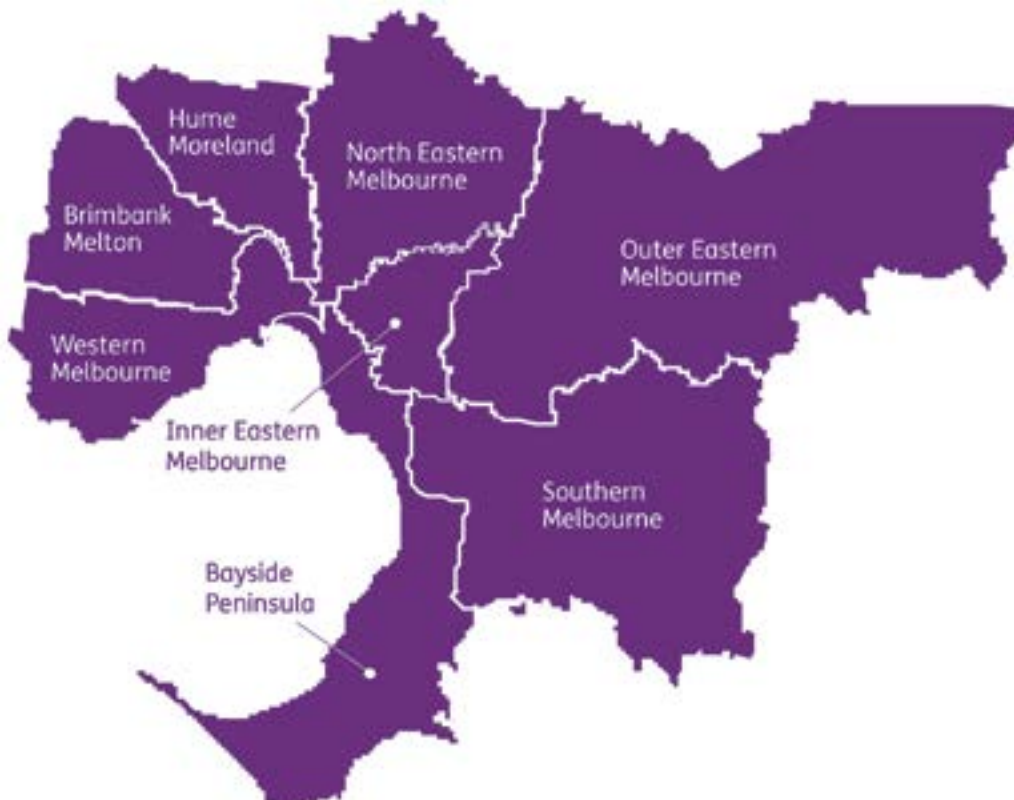 Hume
Moreland
North Eastern
Melbourne
Brimbank
Melton
Outer Eastern
Melbourne
Western
Melbourne
Inner Eastern
Melbourne
Southern
Melbourne
Bayside
Peninsula